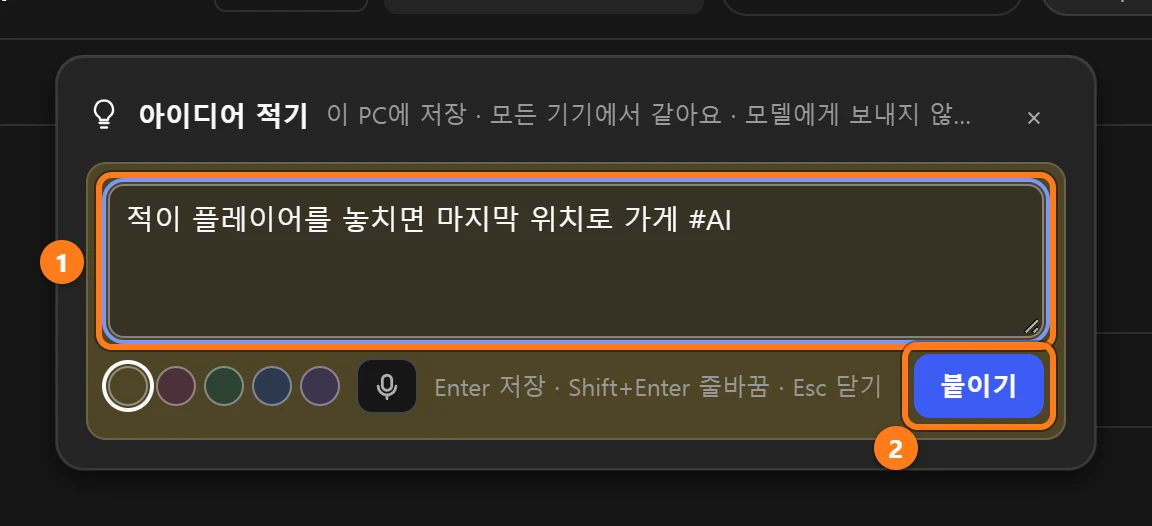 아이디어 적기 이 PC에 저장 · 모든 기기에서 같아요 · 모델에게 보내지 않... ×
적이 플레이어를 놓치면 마지막 위치로 가게 #AI
1
Enter 저장 · Shift+Enter 줄바꿈 · Esc 닫기 붙이기
2